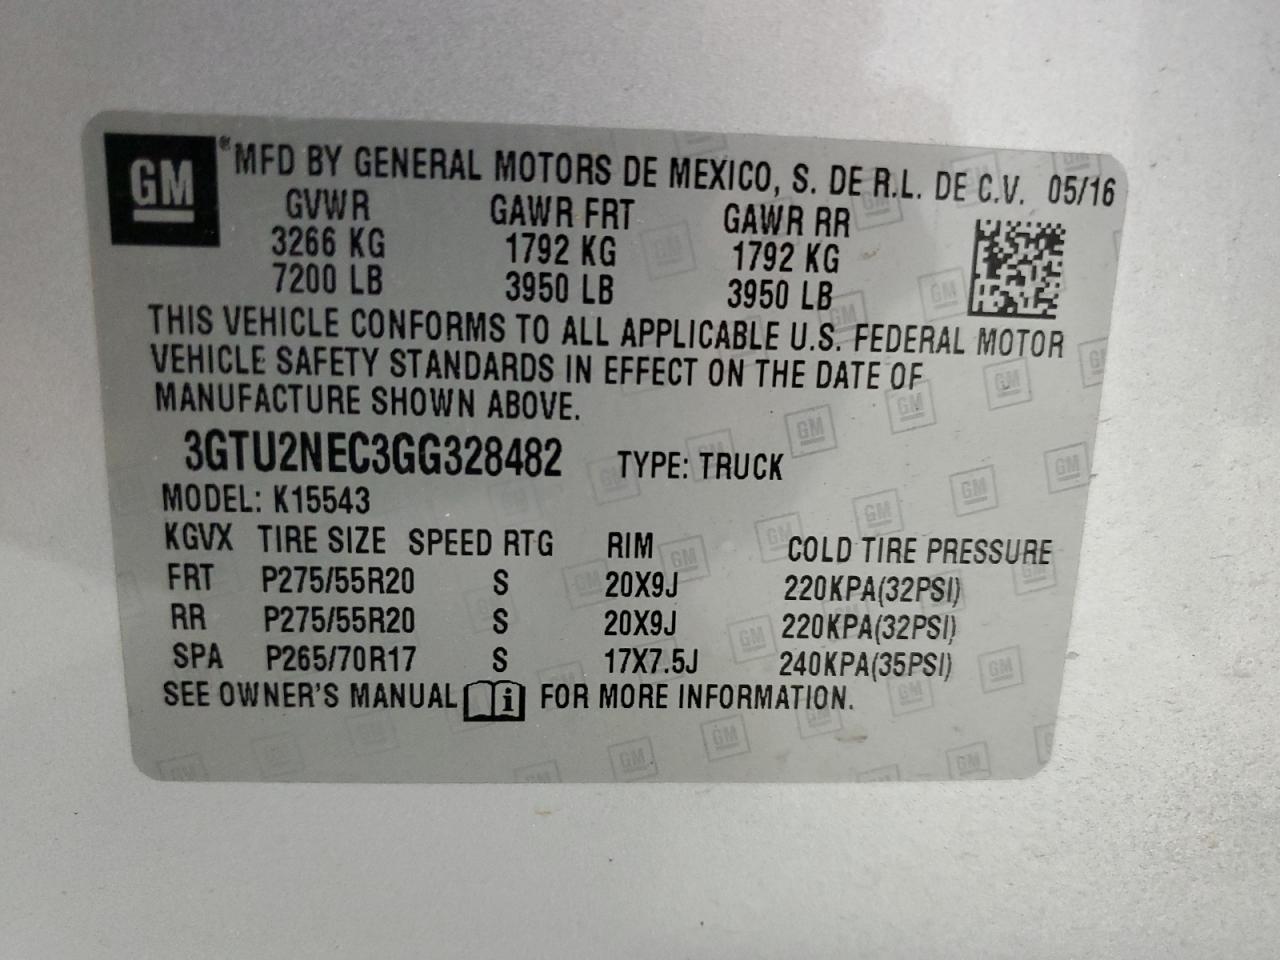 GM ® MFD BY GENERAL MOTORS DE MEXICO, S. DE R.L. DE C.V. 05/16
GVWR GAWR FRT GAWR RR
3266 KG 1792 KG 1792 KG
7200 LB 3950 LB 3950 LB
THIS VEHICLE CONFORMS TO ALL APPLICABLE U.S. FEDERAL MOTOR
VEHICLE SAFETY STANDARDS IN EFFECT ON THE DATE OF
MANUFACTURE SHOWN ABOVE.
3GTU2NEC3GG328482 TYPE: TRUCK
MODEL: K15543
KGVX TIRE SIZE SPEED RTG RIM COLD TIRE PRESSURE
FRT P275/55R20 S 20X9J 220KPA(32PSI)
RR P275/55R20 S 20X9J 220KPA(32PSI)
SPA P265/70R17 S 17X7.5J 240KPA(35PSI)
SEE OWNER'S MANUAL i FOR MORE INFORMATION.